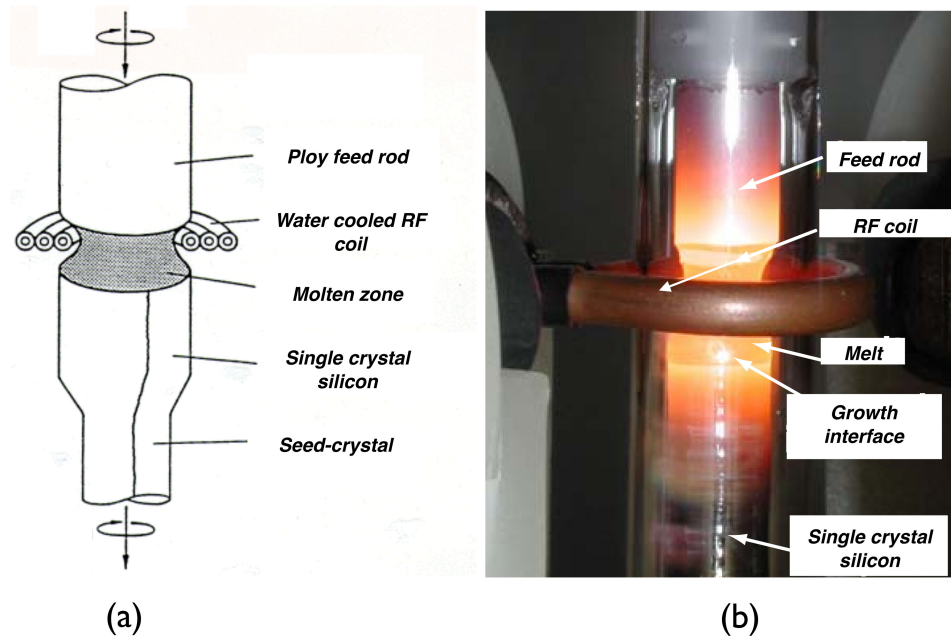 Ploy feed rod
Water cooled RF
coil
Molten zone
Single crystal
silicon
Seed-crystal
(a)
Feed rod
RF coil
Melt
Growth
interface
Single crystal
silicon
(b)